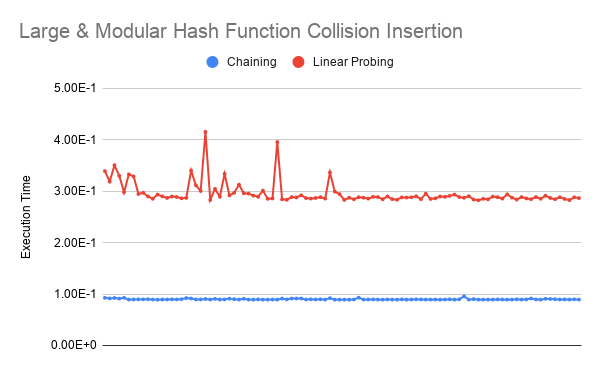 Large & Modular Hash Function Collision Insertion
Chaining
Linear Probing
5.00E-1
4.00E-1
3.00E-1
2.00E-1
1.00E-1
0.00E+0
Execution Time